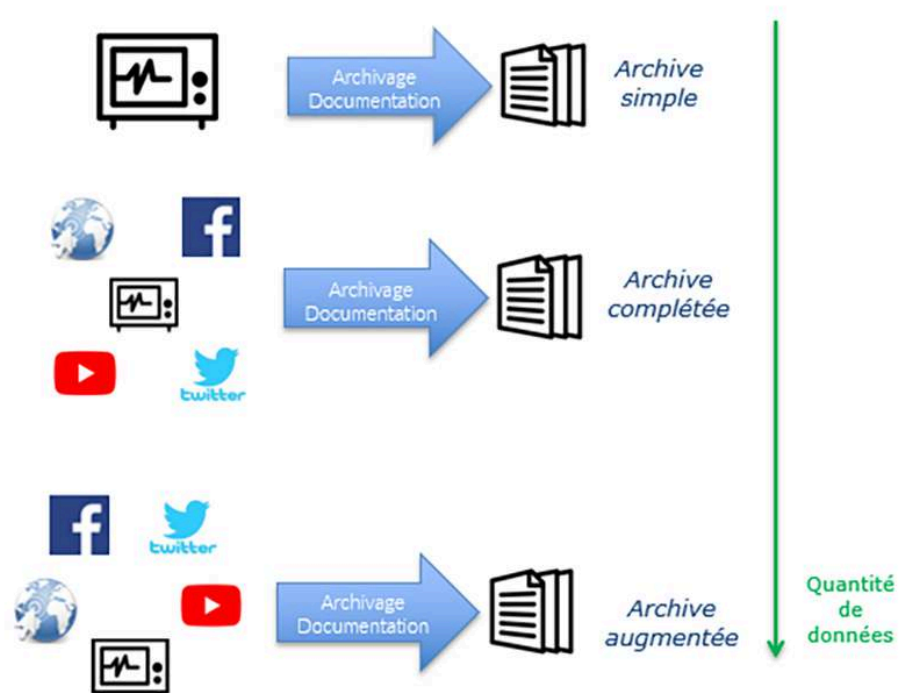 Archivage
Documentation
Archive
simple
f
Archivage
Documentation
Archive
complétée
twitter
f
twitter
Archivage
Documentation
Archive
augmentée
Quantité
de
données